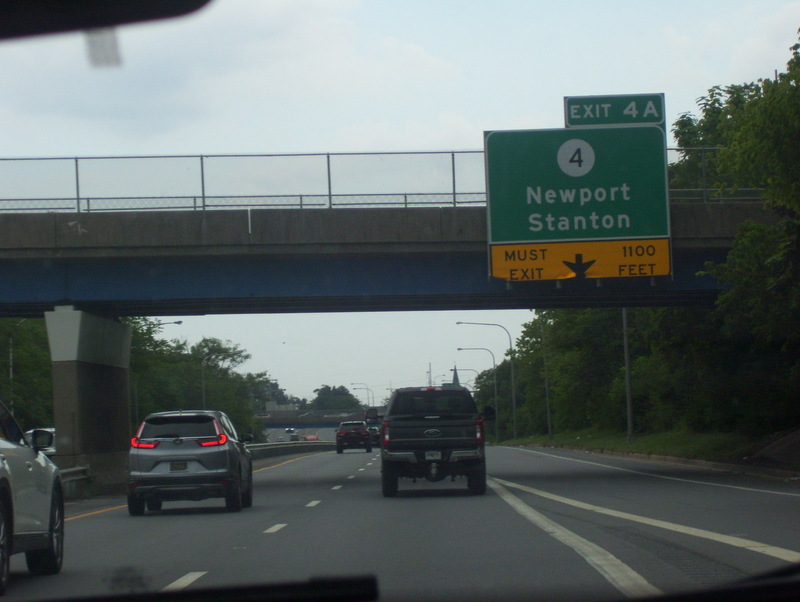 EXIT 4A
4
Newport
Stanton
MUST EXIT
1100 FEET